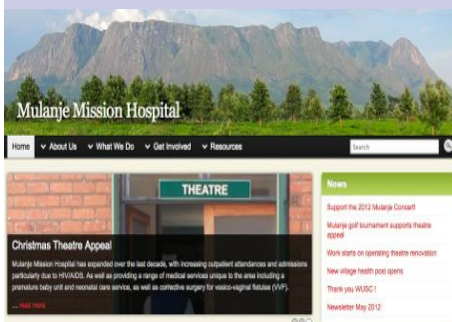 Mulanje Mission Hospital
Home
About Us
What We Do
Get Involved
Resources
Search
THEATRE
Christmas Theatre Appeal
Mulanje Mission Hospital has expanded over the last decade, with increasing outpatient attendances and admissions
particularly due to HIV/AIDS. As well as providing a range of medical services unique to the area including a
premature baby unit and neonatal care service, as well as corrective surgery for vesico-vaginal fistulae (VVF).
... read more
News
Support the 2012 Mulanje Concert!
Mulanje golf tournament supports theatre
appeal
Work starts on operating theatre renovation
New village health post opens
Thank you WUSC !
Newsletter May 2012